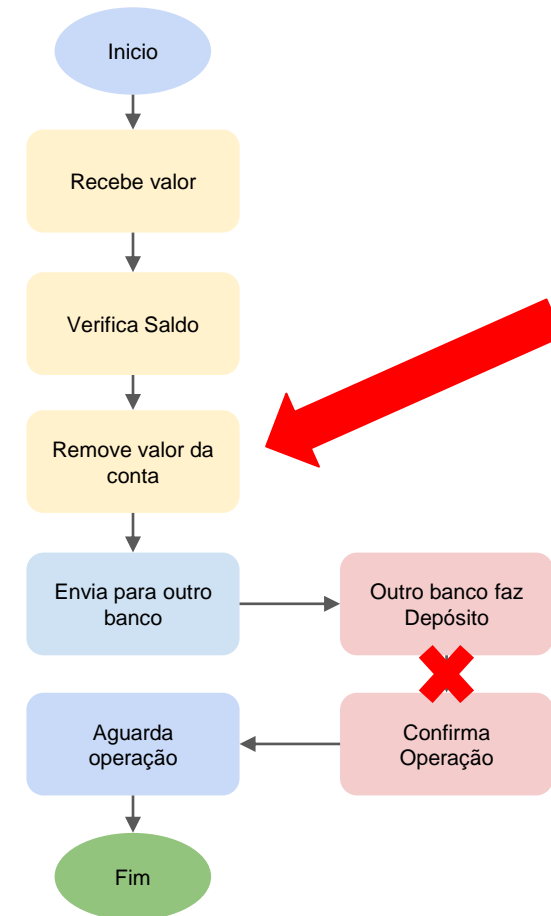 Inicio
Recebe valor
Verifica Saldo
Remove valor da
conta
Envia para outro
banco
Outro banco faz
Depósito
Aguarda
operação
Confirma
Operação
Fim